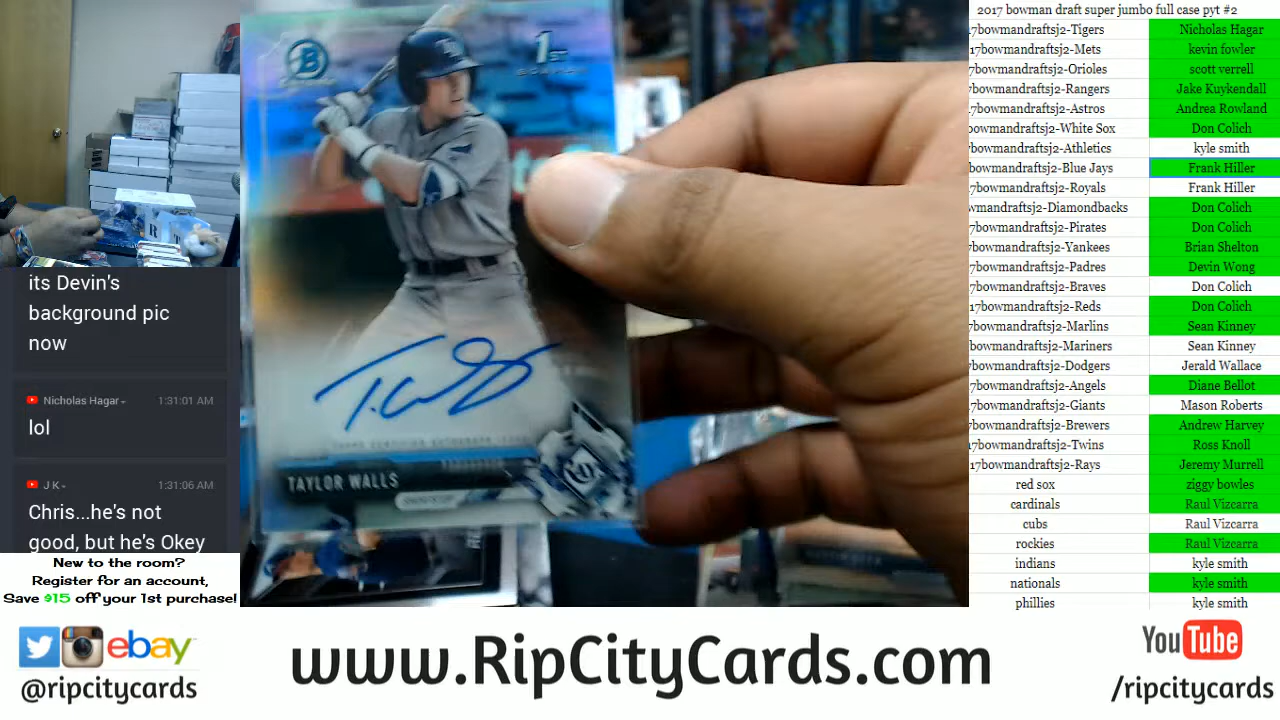 its Devin's
background pic
now
Nicholas Hagar
1:31:01 AM
lol
J K
1:31:06 AM
Chris...he's not
good, but he's Okey
New to the room?
Register for an account,
Save $15 off your 1st purchase!
B
1ST
T. W
TAYLOR WALLS
2017 bowman draft super jumbo full case pyt #2
17bowmandraftsj2-Tigers Nicholas Hagar
7bowmandraftsj2-Mets kevin fowler
7bowmandraftsj2-Orioles scott verrell
7bowmandraftsj2-Rangers Jake Kuykendall
7bowmandraftsj2-Astros Andrea Rowland
bowmandraftsj2-White Sox Don Colich
7bowmandraftsj2-Athletics kyle smith
7bowmandraftsj2-Blue Jays Frank Hiller
7bowmandraftsj2-Royals Frank Hiller
wmandraftsj2-Diamondbacks Don Colich
7bowmandraftsj2-Pirates Don Colich
7bowmandraftsj2-Yankees Brian Shelton
7bowmandraftsj2-Padres Devin Wong
7bowmandraftsj2-Braves Don Colich
17bowmandraftsj2-Reds Don Colich
7bowmandraftsj2-Marlins Sean Kinney
7bowmandraftsj2-Mariners Sean Kinney
7bowmandraftsj2-Dodgers Jerald Wallace
7bowmandraftsj2-Angels Diane Bellot
7bowmandraftsj2-Giants Mason Roberts
7bowmandraftsj2-Brewers Andrew Harvey
7bowmandraftsj2-Twins Ross Knoll
17bowmandraftsj2-Rays Jeremy Murrell
red sox ziggy bowles
cardinals Raul Vizcarra
cubs Raul Vizcarra
rockies Raul Vizcarra
indians kyle smith
nationals kyle smith
phillies kyle smith
ebay
@ripcitycards
www.RipCityCards.com
YouTube
/ripcitycards